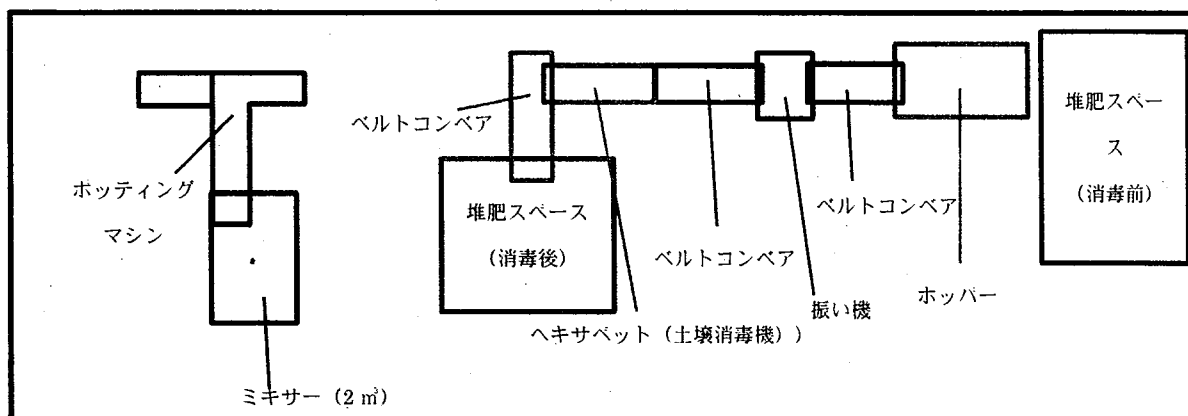 ポッティング
マシン
ミキサー(2㎥)
ベルトコンベア
堆肥スペース
(消毒後)
ヘキサペット(土壌消毒機))
ベルトコンベア
振い機
ベルトコンベア
ホッパー
堆肥スペー
ス
(消毒前)